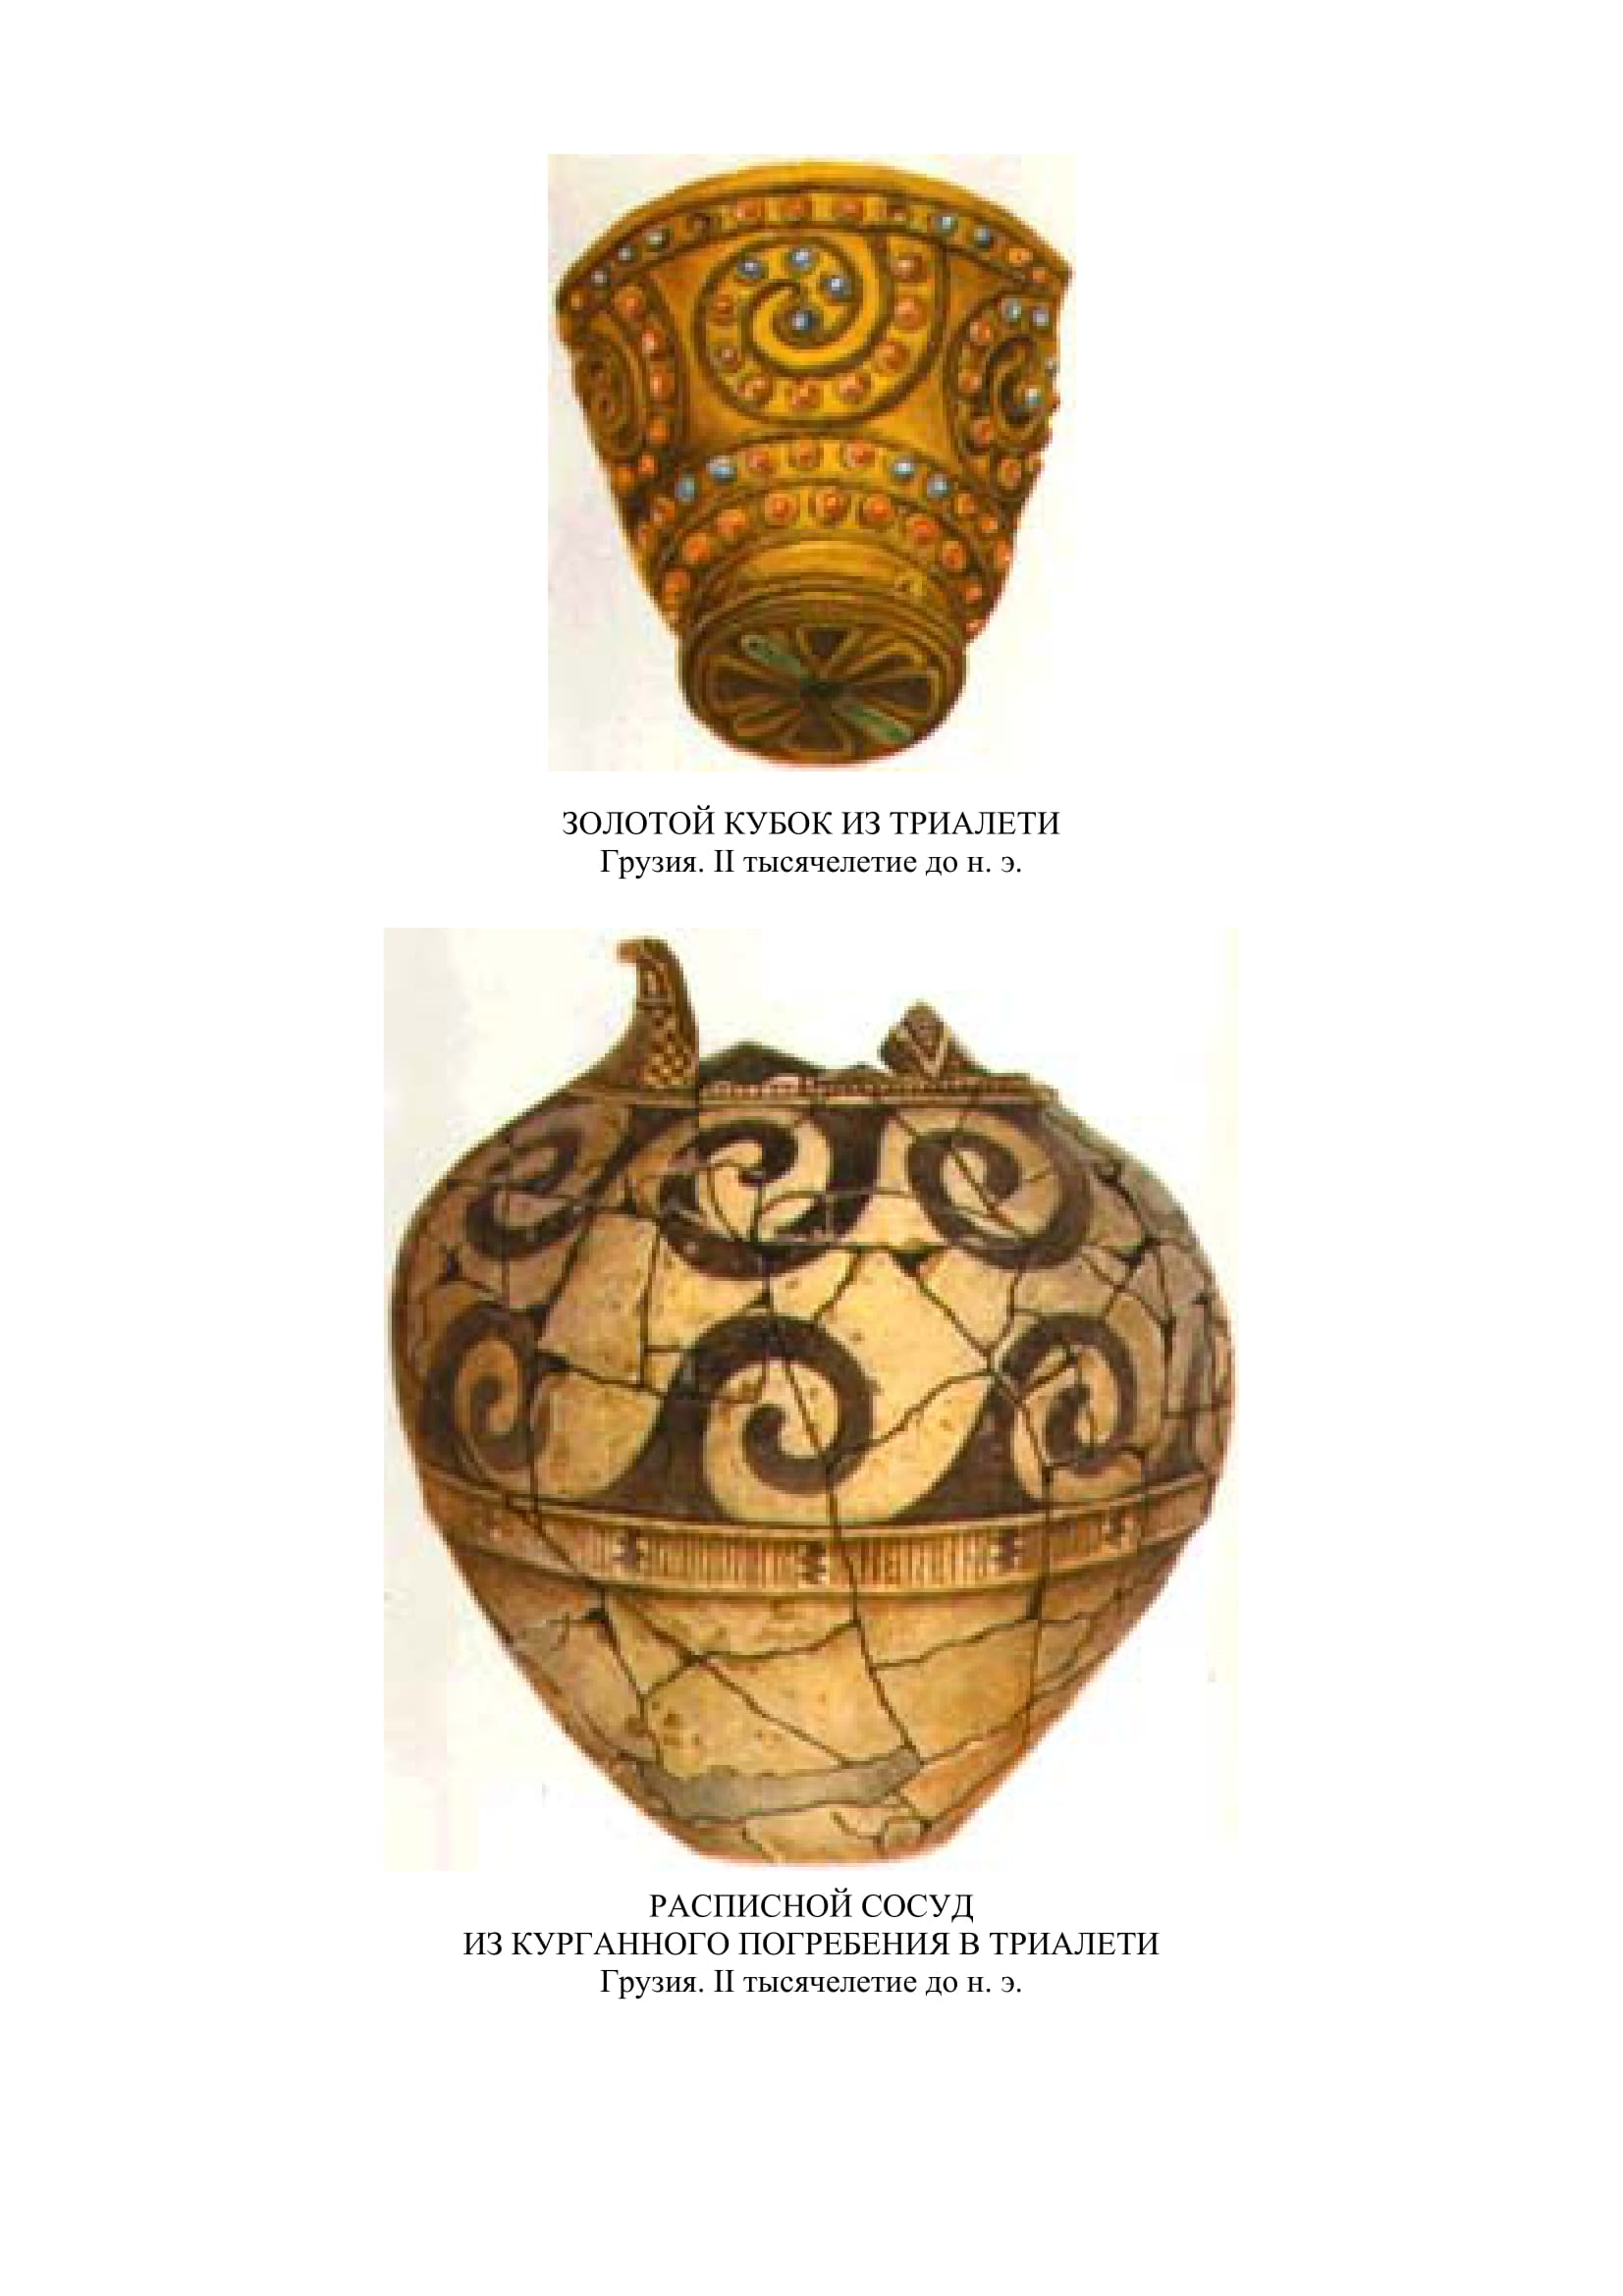 ЗОЛОТОЙ КУБОК ИЗ ТРИАЛЕТИ
Грузия. II тысячелетие до н. э.
РАСПИСНОЙ СОСУД
ИЗ КУРГАННОГО ПОГРЕБЕНИЯ В ТРИАЛЕТИ
Грузия. II тысячелетие до н. э.